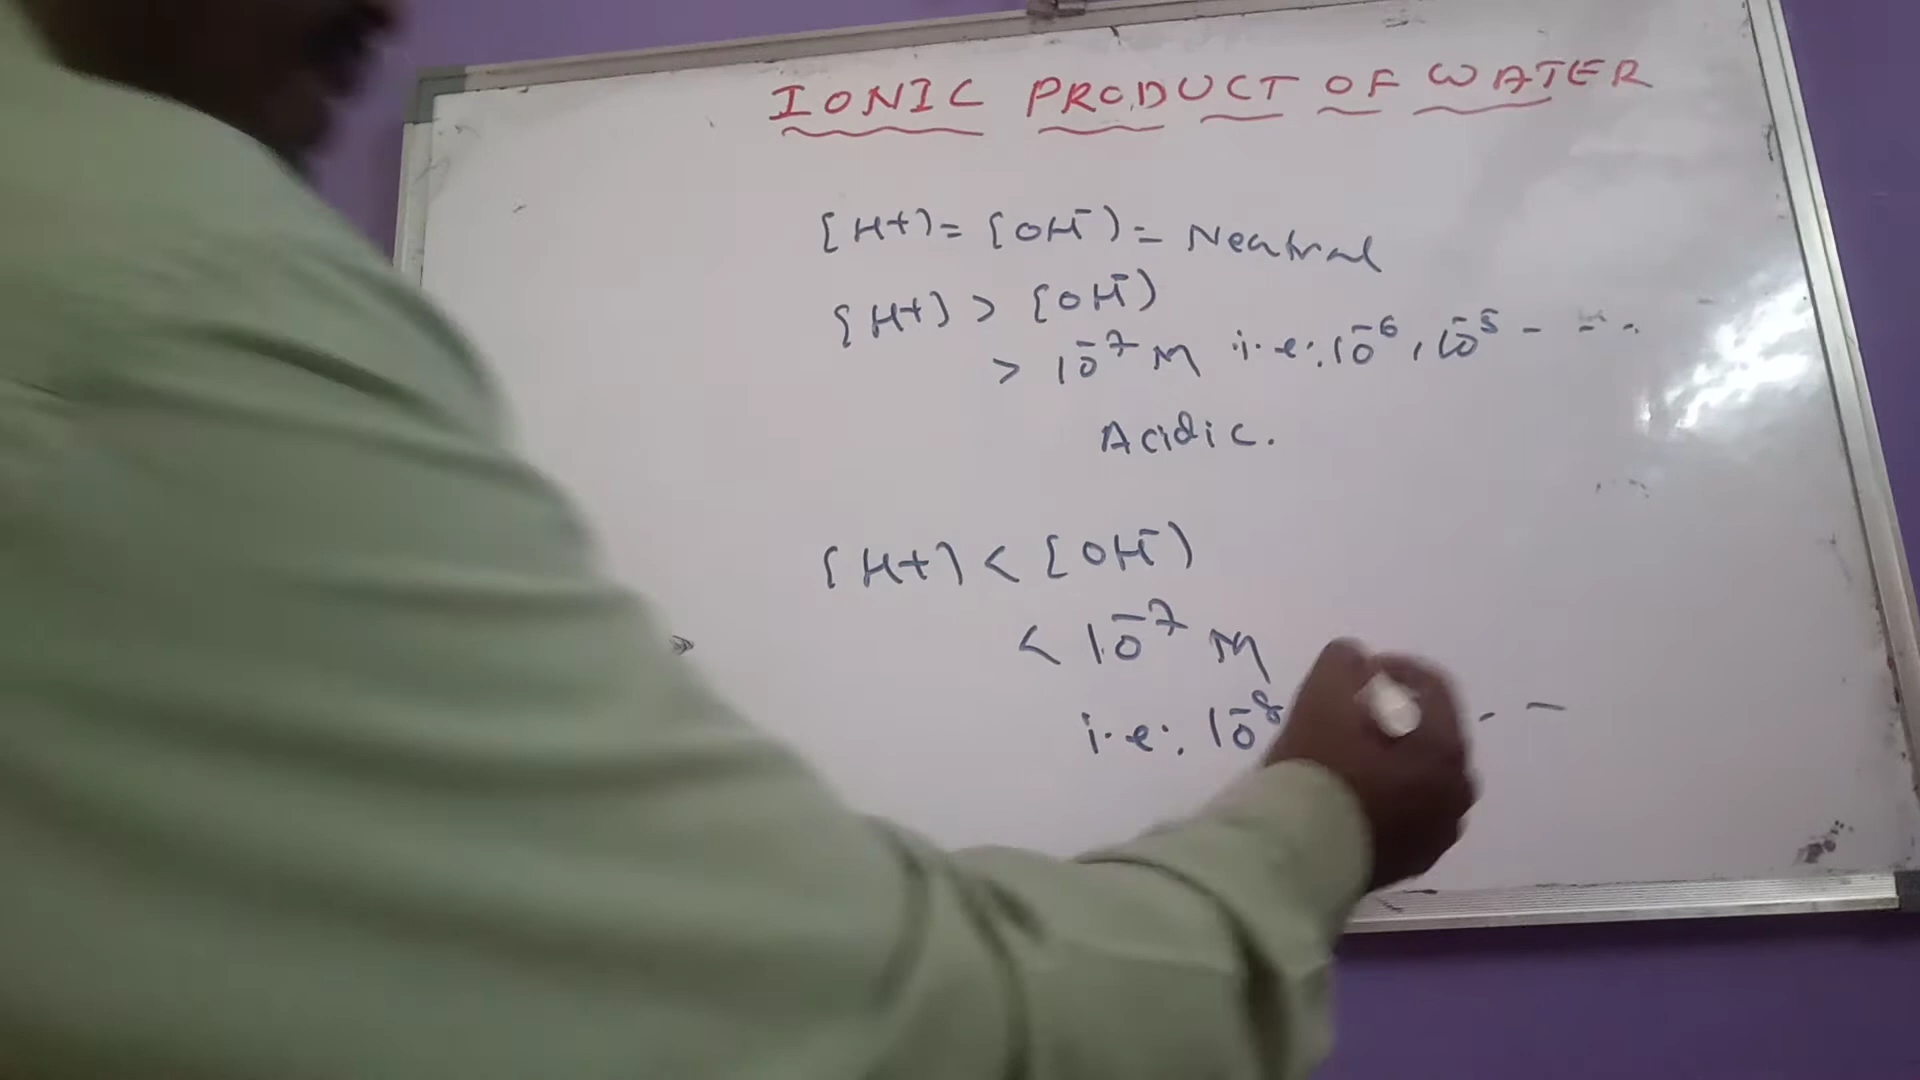 IONIC PRODUCT OF WATER
[H+] = [OH⁻) = Neutral
[H+] > [OH⁻)
> 10⁻⁷ M i.e:. 10⁻⁶, 10⁻⁵ - - - -
Acidic.
[H+] < [OH⁻)
< 10⁻⁷ M
i.e:. 10⁻⁸ - -